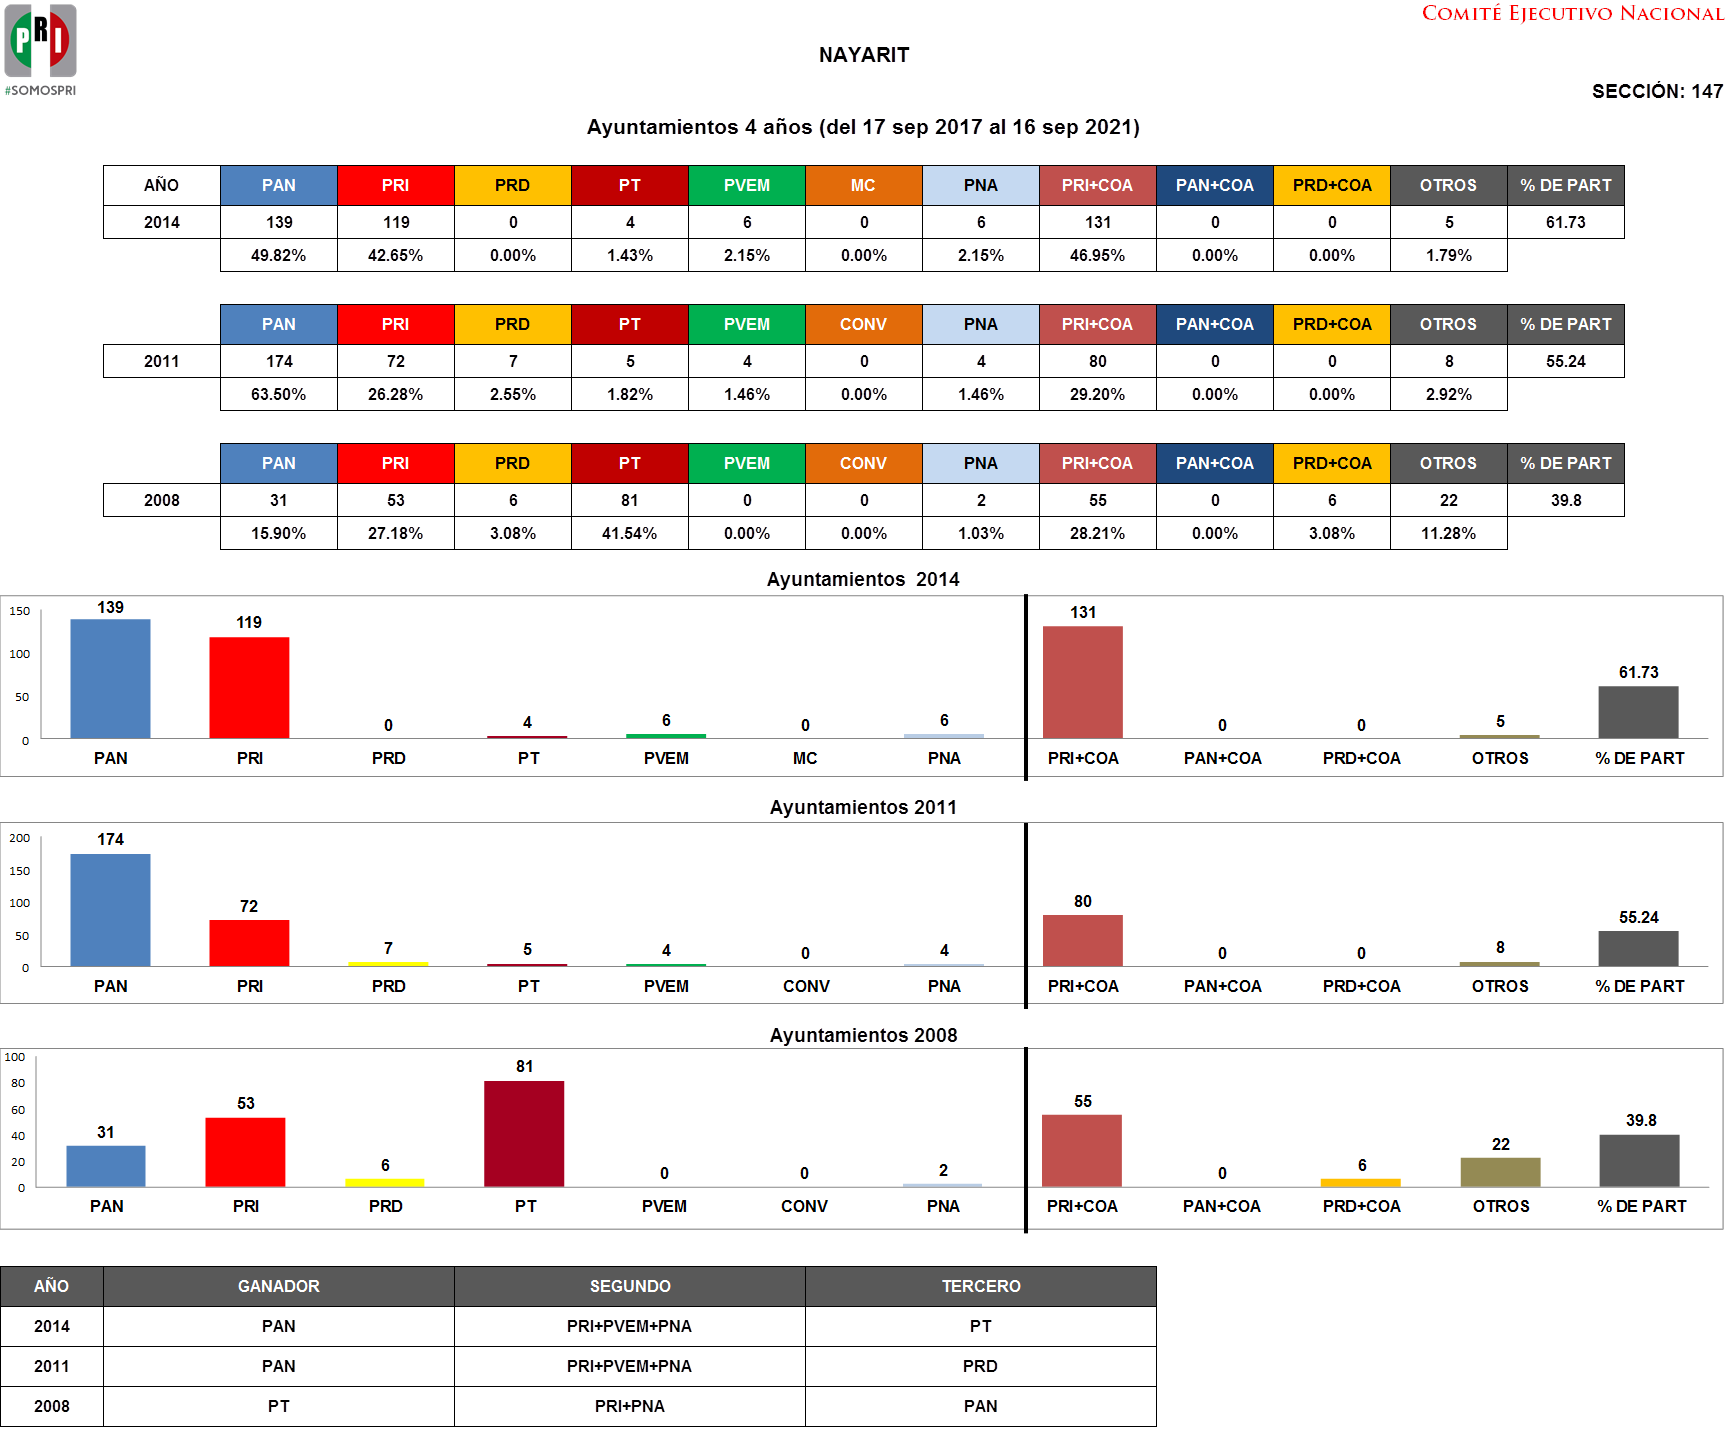 PRI
#SOMOSPRI
COMITÉ EJECUTIVO NACIONAL
NAYARIT
SECCIÓN: 147
Ayuntamientos 4 años (del 17 sep 2017 al 16 sep 2021)
AÑO PAN PRI PRD PT PVEM MC PNA PRI+COA PAN+COA PRD+COA OTROS % DE PART
2014 139 119 0 4 6 0 6 131 0 0 5 61.73
49.82% 42.65% 0.00% 1.43% 2.15% 0.00% 2.15% 46.95% 0.00% 0.00% 1.79%
PAN PRI PRD PT PVEM CONV PNA PRI+COA PAN+COA PRD+COA OTROS % DE PART
2011 174 72 7 5 4 0 4 80 0 0 8 55.24
63.50% 26.28% 2.55% 1.82% 1.46% 0.00% 1.46% 29.20% 0.00% 0.00% 2.92%
PAN PRI PRD PT PVEM CONV PNA PRI+COA PAN+COA PRD+COA OTROS % DE PART
2008 31 53 6 81 0 0 2 55 0 6 22 39.8
15.90% 27.18% 3.08% 41.54% 0.00% 0.00% 1.03% 28.21% 0.00% 3.08% 11.28%
Ayuntamientos 2014
150
100
50
0
139 119 0 4 6 0 6 131 0 0 5 61.73
PAN PRI PRD PT PVEM MC PNA PRI+COA PAN+COA PRD+COA OTROS % DE PART
Ayuntamientos 2011
200
150
100
50
0
174 72 7 5 4 0 4 80 0 0 8 55.24
PAN PRI PRD PT PVEM CONV PNA PRI+COA PAN+COA PRD+COA OTROS % DE PART
Ayuntamientos 2008
100
80
60
40
20
0
31 53 6 81 0 0 2 55 0 6 22 39.8
PAN PRI PRD PT PVEM CONV PNA PRI+COA PAN+COA PRD+COA OTROS % DE PART
AÑO GANADOR SEGUNDO TERCERO
2014 PAN PRI+PVEM+PNA PT
2011 PAN PRI+PVEM+PNA PRD
2008 PT PRI+PNA PAN